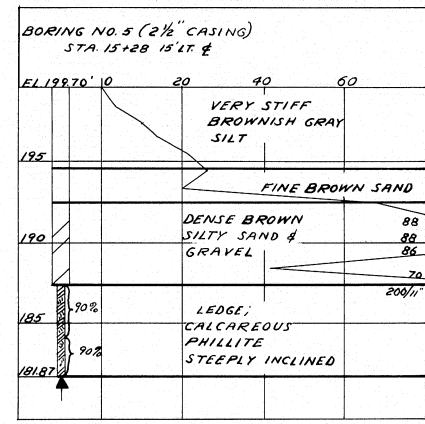 BORING NO. 5 (2½" CASING)
STA. 15+28 15' LT. ℄
EL. 199.70' 0 20 40 60
VERY STIFF
BROWNISH GRAY
SILT
195
FINE BROWN SAND
DENSE BROWN
SILTY SAND &
GRAVEL
88
190
88
86
70
200/11"
LEDGE;
CALCAREOUS
PHILLITE
STEEPLY INCLINED
90%
185
90%
181.87